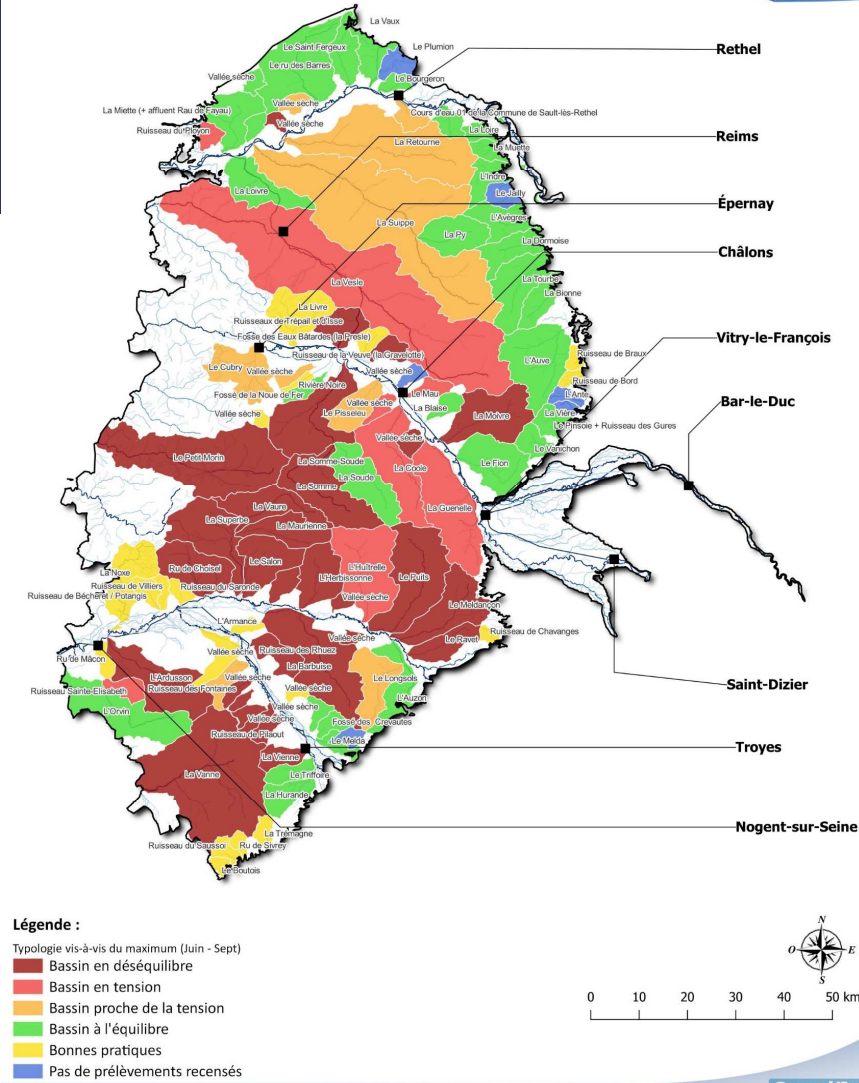 La Vaux
Le Saint Fergeux
Le Plumion
Rethel
Le ru des Barres
Vallée sèche
Le Bourgeron
La Miette (+ affluent Rau de Fayau)
Vallée sèche
Cours d'eau 01 de la Commune de Sault-lès-Rethel
Ruisseau du Ployon
Vallée sèche
La Loire
Reims
La Retourne
La Muette
L'Indre
La Loivre
Le Jailly
Épernay
L'Avègres
La Suippe
La Py
La Dormoise
Châlons
La Tourbe
La Vesle
La Bionne
La Livre
Ruisseaux de Trépail et d'Isse
Fosse des Eaux Bâtardes (la Presle)
Vitry-le-François
Ruisseau de la Veuve (la Gravelotte)
Ruisseau de Braux
L'Auve
Le Cubry
Vallée sèche
Vallée sèche
Ruisseau de Bord
Rivière Noire
Fossé de la Noue de Fer
Le Mau
L'Ante
Bar-le-Duc
Vallée sèche
La Blaise
La Vière
Vallée sèche
Le Pisseleu
La Moivre
Le Pinsoie + Ruisseau des Gures
Vallée sèche
Le Vanichon
Le Petit Morin
La Somme-Soude
Le Fion
La Coole
La Soude
La Somme
La Vaure
La Guenelle
La Superbe
La Maurienne
La Noxe
Ru de Choisel
Le Salon
L'Huîtrelle
L'Herbissonne
Le Puits
Ruisseau de Villiers
Ruisseau du Saronde
Ruisseau de Bécheret / Potangis
Vallée sèche
Le Meldançon
L'Armance
Vallée sèche
Ruisseau de Chavanges
Le Ravet
Ru de Mâcon
Vallée sèche
Ruisseau des Rhuez
La Barbuise
L'Ardusson
Vallée sèche
Le Longsols
Saint-Dizier
Ruisseau Sainte-Elisabeth
Ruisseau des Fontaines
Vallée sèche
L'Auzon
L'Orvin
Vallée sèche
Vallée sèche
Fossé des Crevautes
Ruisseau de Pilaout
Le Melda
Troyes
La Vienne
La Vanne
Le Triffoire
La Hurande
Nogent-sur-Seine
La Trémagne
Ruisseau du Saussoi
Ru de Sivrey
Le Boutois
Légende :
Typologie vis-à-vis du maximum (Juin - Sept)
Bassin en déséquilibre
Bassin en tension
Bassin proche de la tension
Bassin à l'équilibre
Bonnes pratiques
Pas de prélèvements recensés
N
O E
S
0 10 20 30 40 50 km